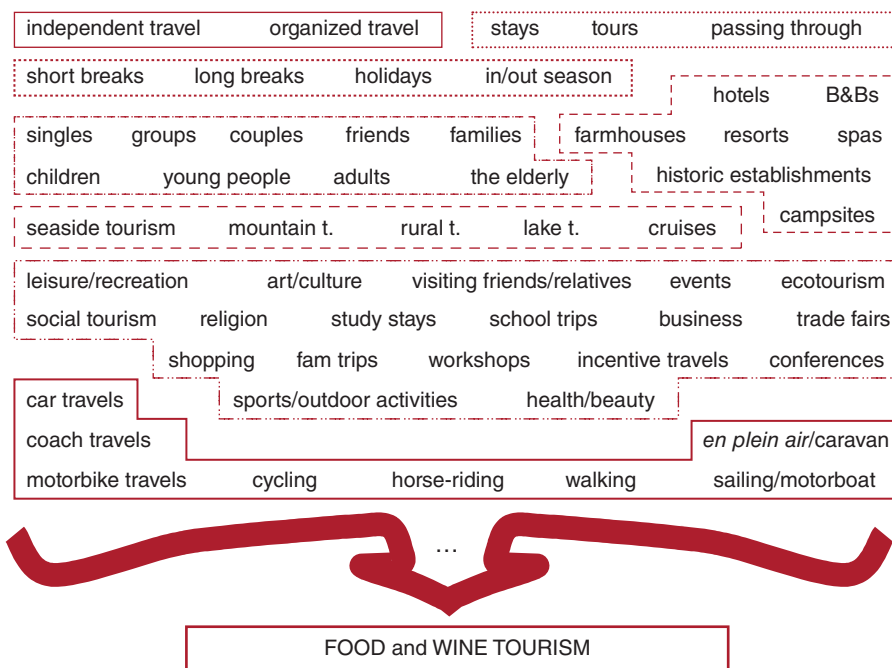 independent travel organized travel stays tours passing through
short breaks long breaks holidays in/out season
hotels B&Bs
singles groups couples friends families farmhouses resorts spas
children young people adults the elderly historic establishments
campsites
seaside tourism mountain t. rural t. lake t. cruises
leisure/recreation art/culture visiting friends/relatives events ecotourism
social tourism religion study stays school trips business trade fairs
shopping fam trips workshops incentive travels conferences
car travels sports/outdoor activities health/beauty
coach travels en plein air/caravan
motorbike travels cycling horse-riding walking sailing/motorboat
...
FOOD and WINE TOURISM